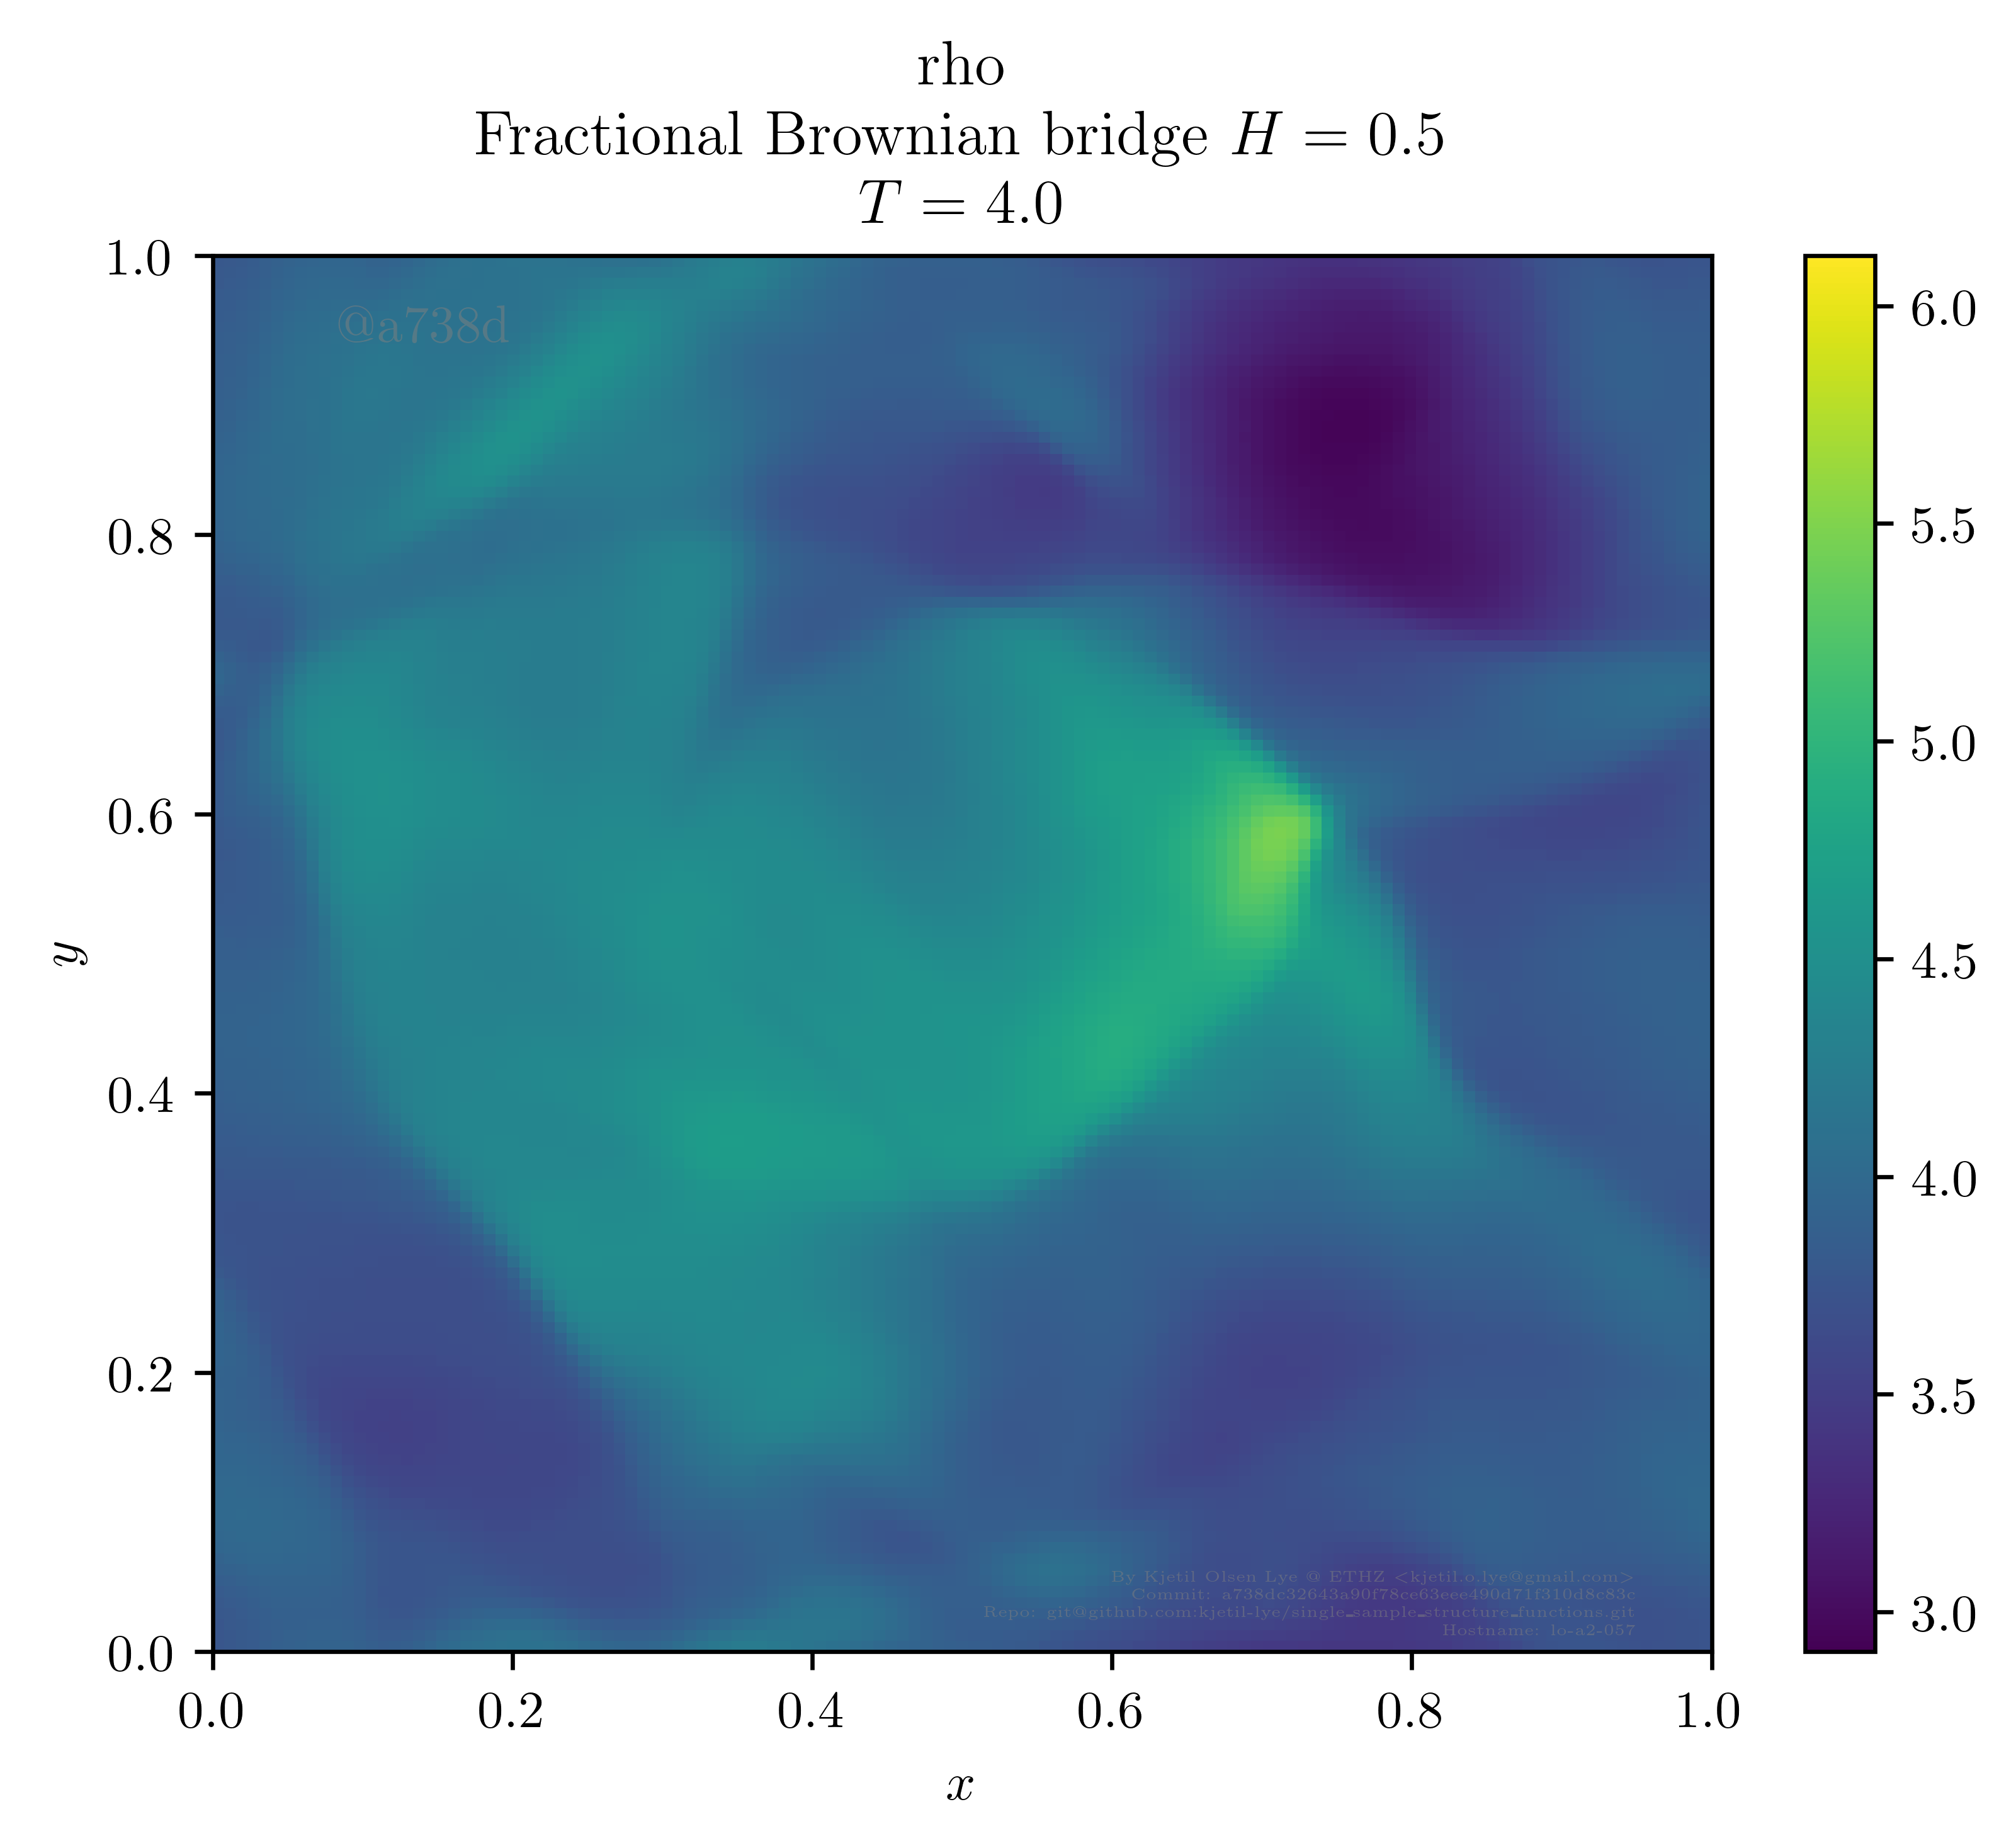 rho
Fractional Brownian bridge H = 0.5
T = 4.0
@a738d
1.0
0.8
0.6
0.4
0.2
0.0
y
0.0 0.2 0.4 0.6 0.8 1.0
x
6.0
5.5
5.0
4.5
4.0
3.5
3.0
By Kjetil Olsen Lye @ ETHZ <kjetil.o.lye@gmail.com>
Commit: a738dc32643a90f78ce63eee490d71f310d8c83c
Repo: git@github.com:kjetil-lye/single_sample_structure_functions.git
Hostname: lo-a2-057